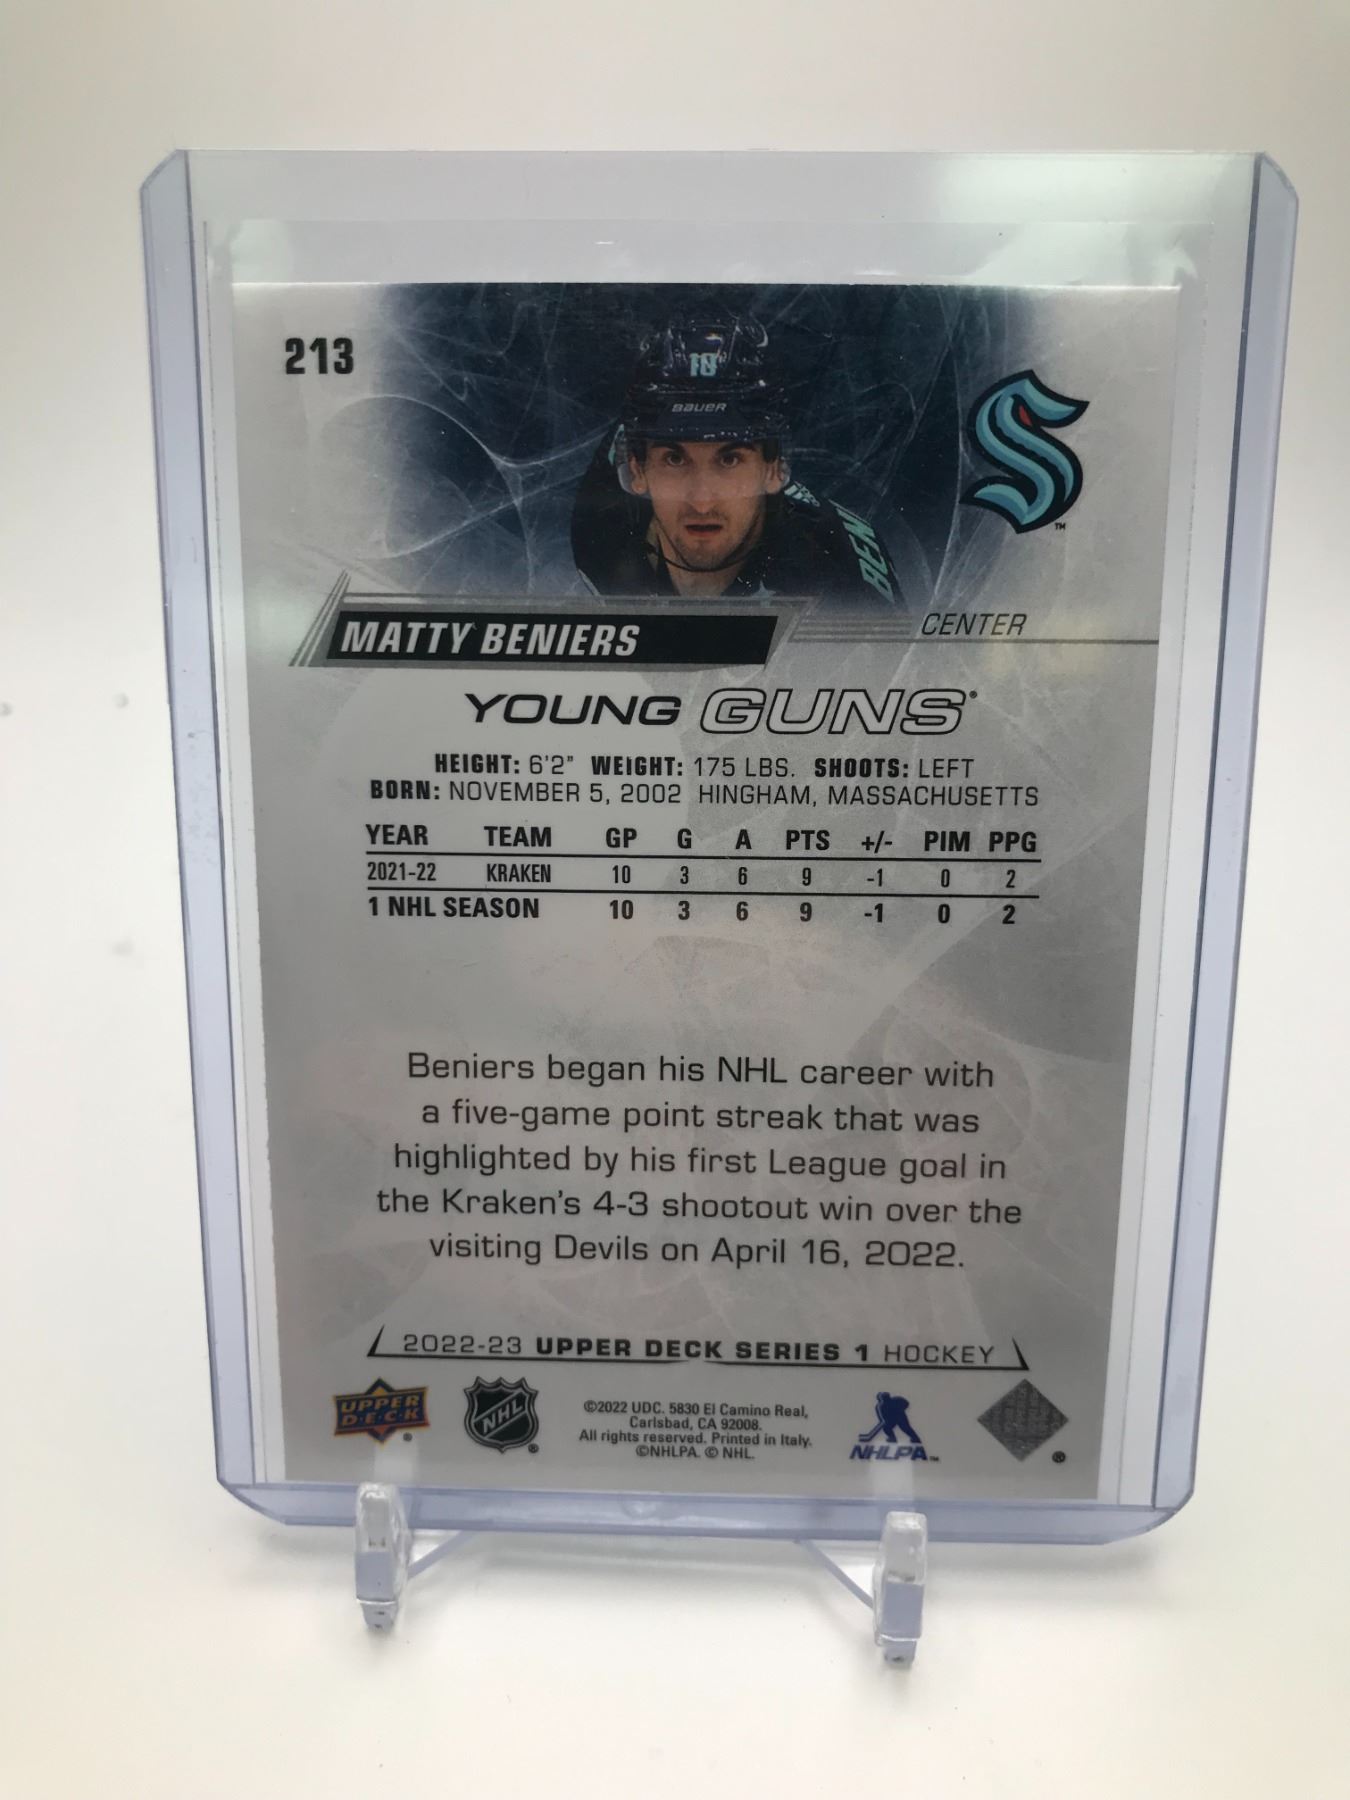 213
10
BAUER
BENI
TM
MATTY BENIERS
CENTER
YOUNG GUNS®
HEIGHT: 6'2" WEIGHT: 175 LBS. SHOOTS: LEFT
BORN: NOVEMBER 5, 2002 HINGHAM, MASSACHUSETTS
YEAR TEAM GP G A PTS +/- PIM PPG
2021-22 KRAKEN 10 3 6 9 -1 0 2
1 NHL SEASON 10 3 6 9 -1 0 2
Beniers began his NHL career with
a five-game point streak that was
highlighted by his first League goal in
the Kraken's 4-3 shootout win over the
visiting Devils on April 16, 2022.
2022-23 UPPER DECK SERIES 1 HOCKEY
UPPER
D·E·C·K
®
NHL
®
©2022 UDC. 5830 El Camino Real,
Carlsbad, CA 92008.
All rights reserved. Printed in Italy.
©NHLPA. © NHL.
NHLPA™
®